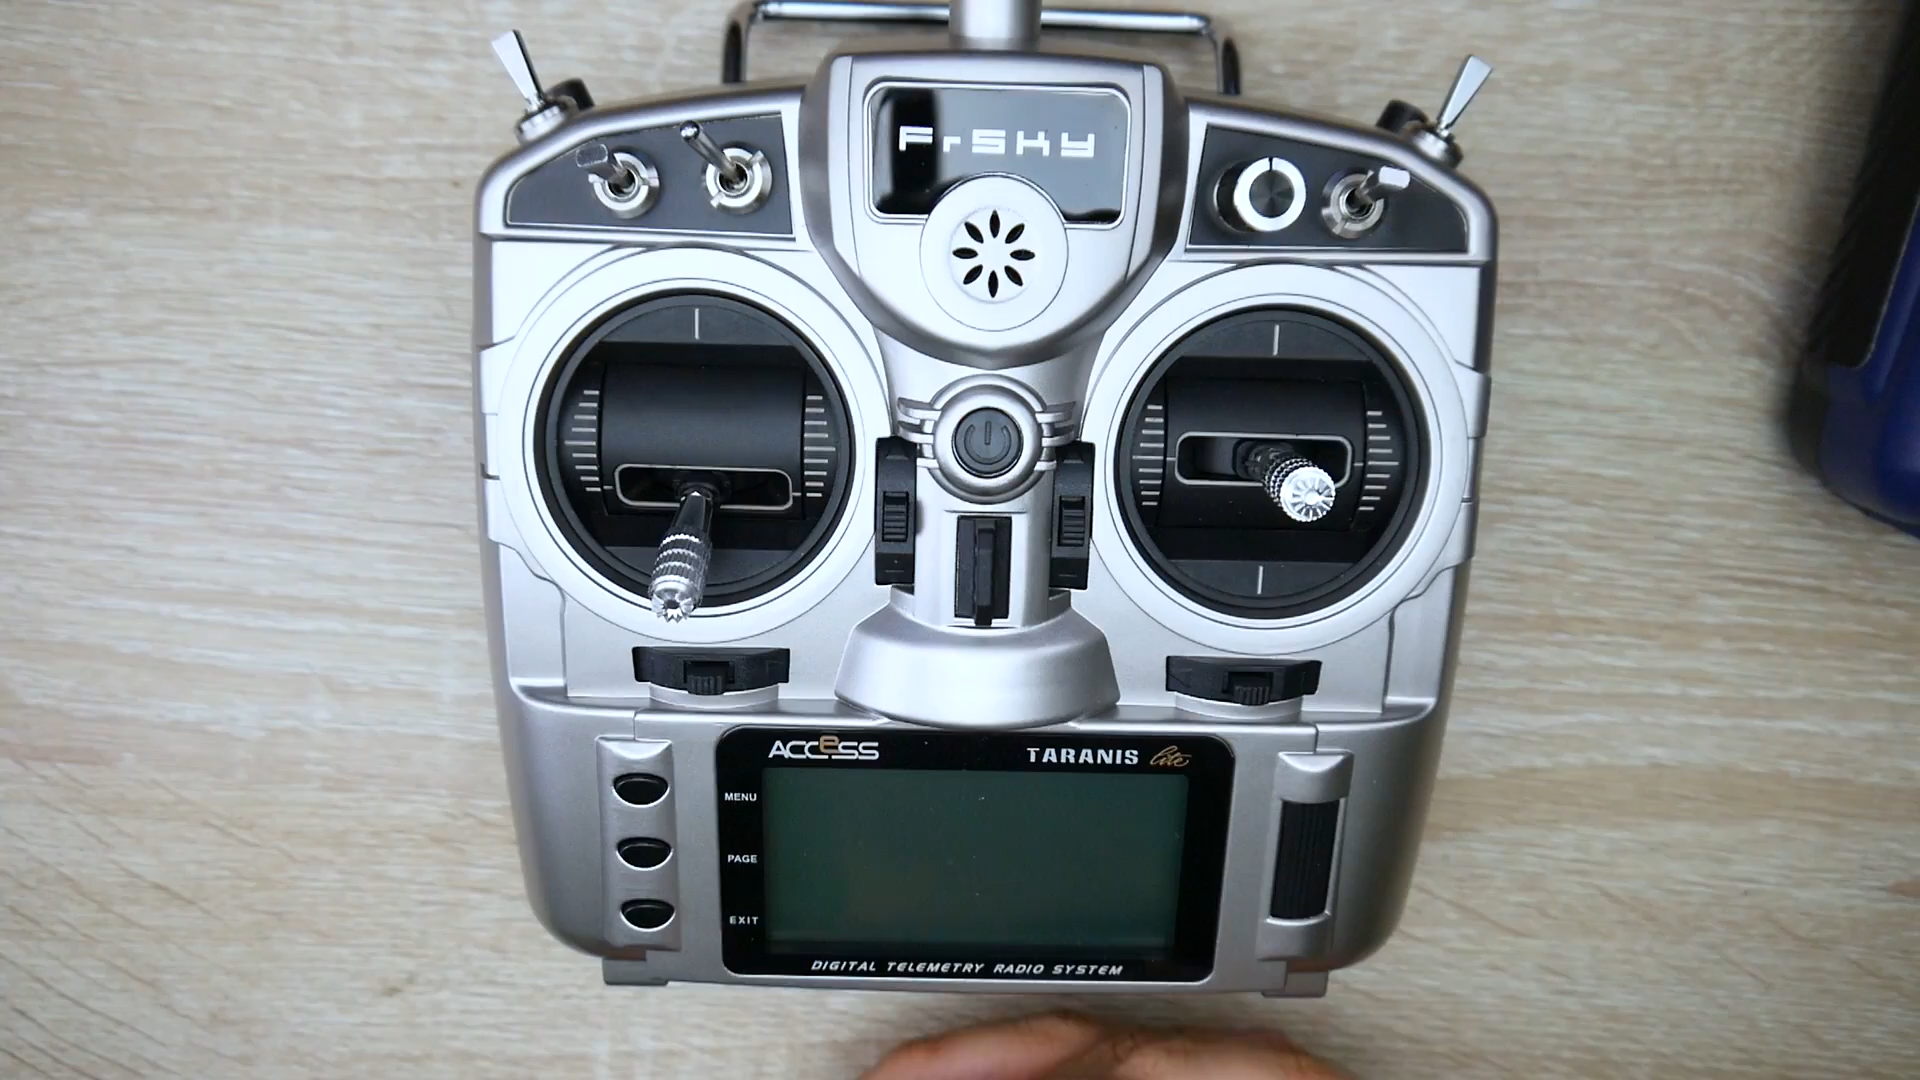 FrSKY
ACCeSS
TARANIS lite
MENU
PAGE
EXIT
DIGITAL TELEMETRY RADIO SYSTEM